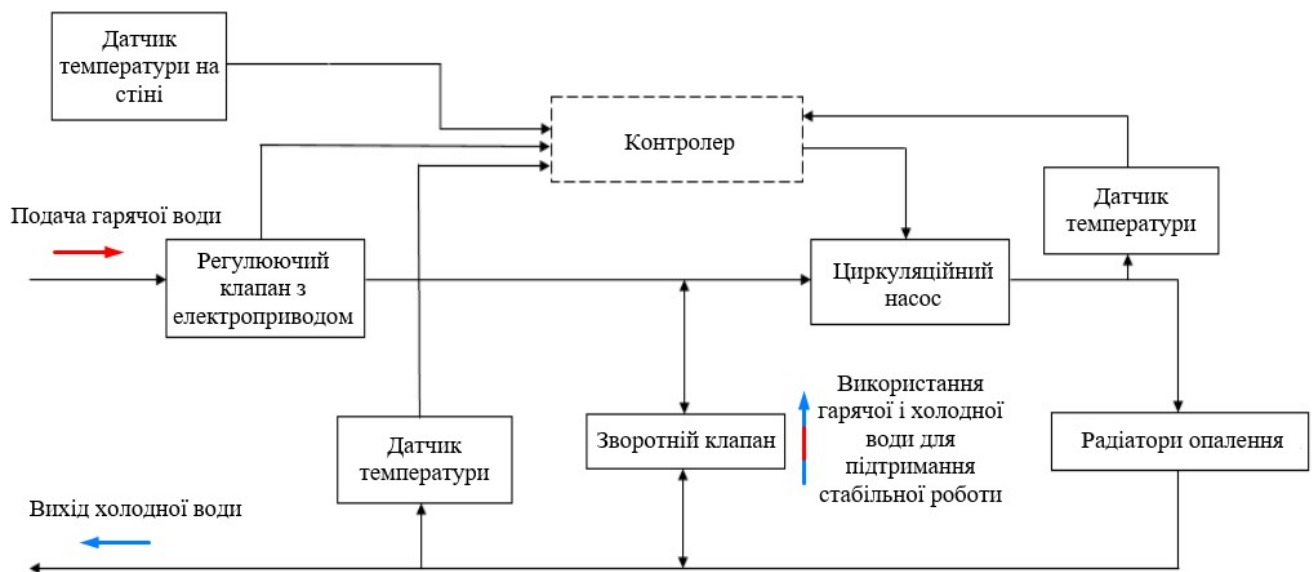 Датчик
температури на
стіні
Контролер
Датчик
температури
Подача гарячої води
Регулюючий
клапан з
електроприводом
Циркуляційний
насос
Датчик
температури
Зворотній клапан
Використання
гарячої і холодної
води для
підтримання
стабільної роботи
Радіатори опалення
Вихід холодної води